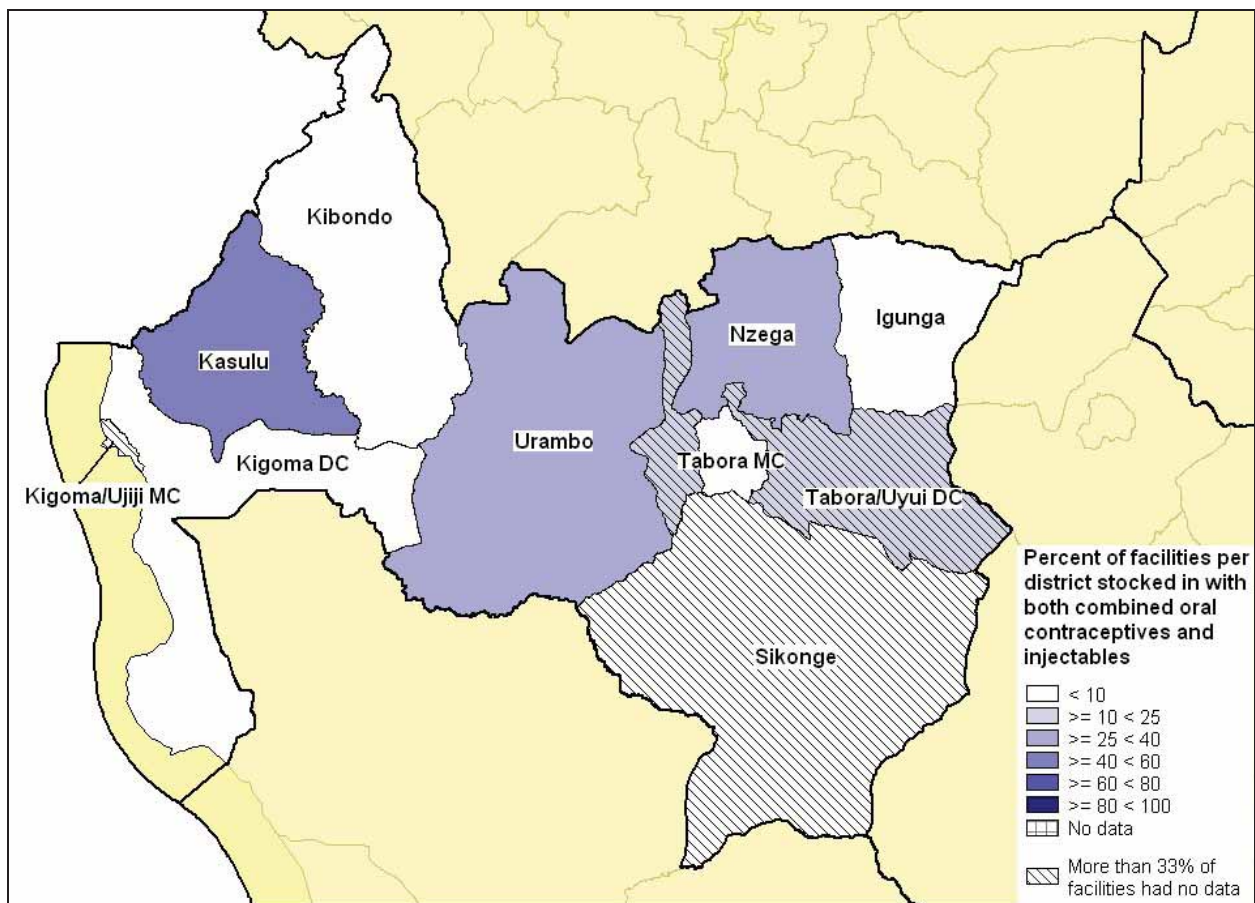 Kibondo
Igunga
Nzega
Kasulu
Urambo
Kigoma DC
Tabora MC
Kigoma/Ujiji MC
Tabora/Uyui DC
Sikonge
Percent of facilities per
district stocked in with
both combined oral
contraceptives and
injectables
< 10
>= 10 < 25
>= 25 < 40
>= 40 < 60
>= 60 < 80
>= 80 < 100
No data
More than 33% of
facilities had no data